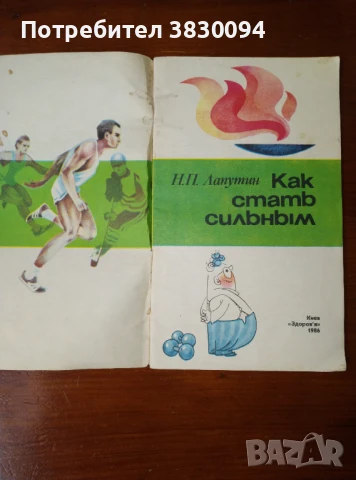 Потребител 3830094
Н.П. Лапутин
Как
стать
сильным
Киев
«Здоров'я»
1986
BAZAR